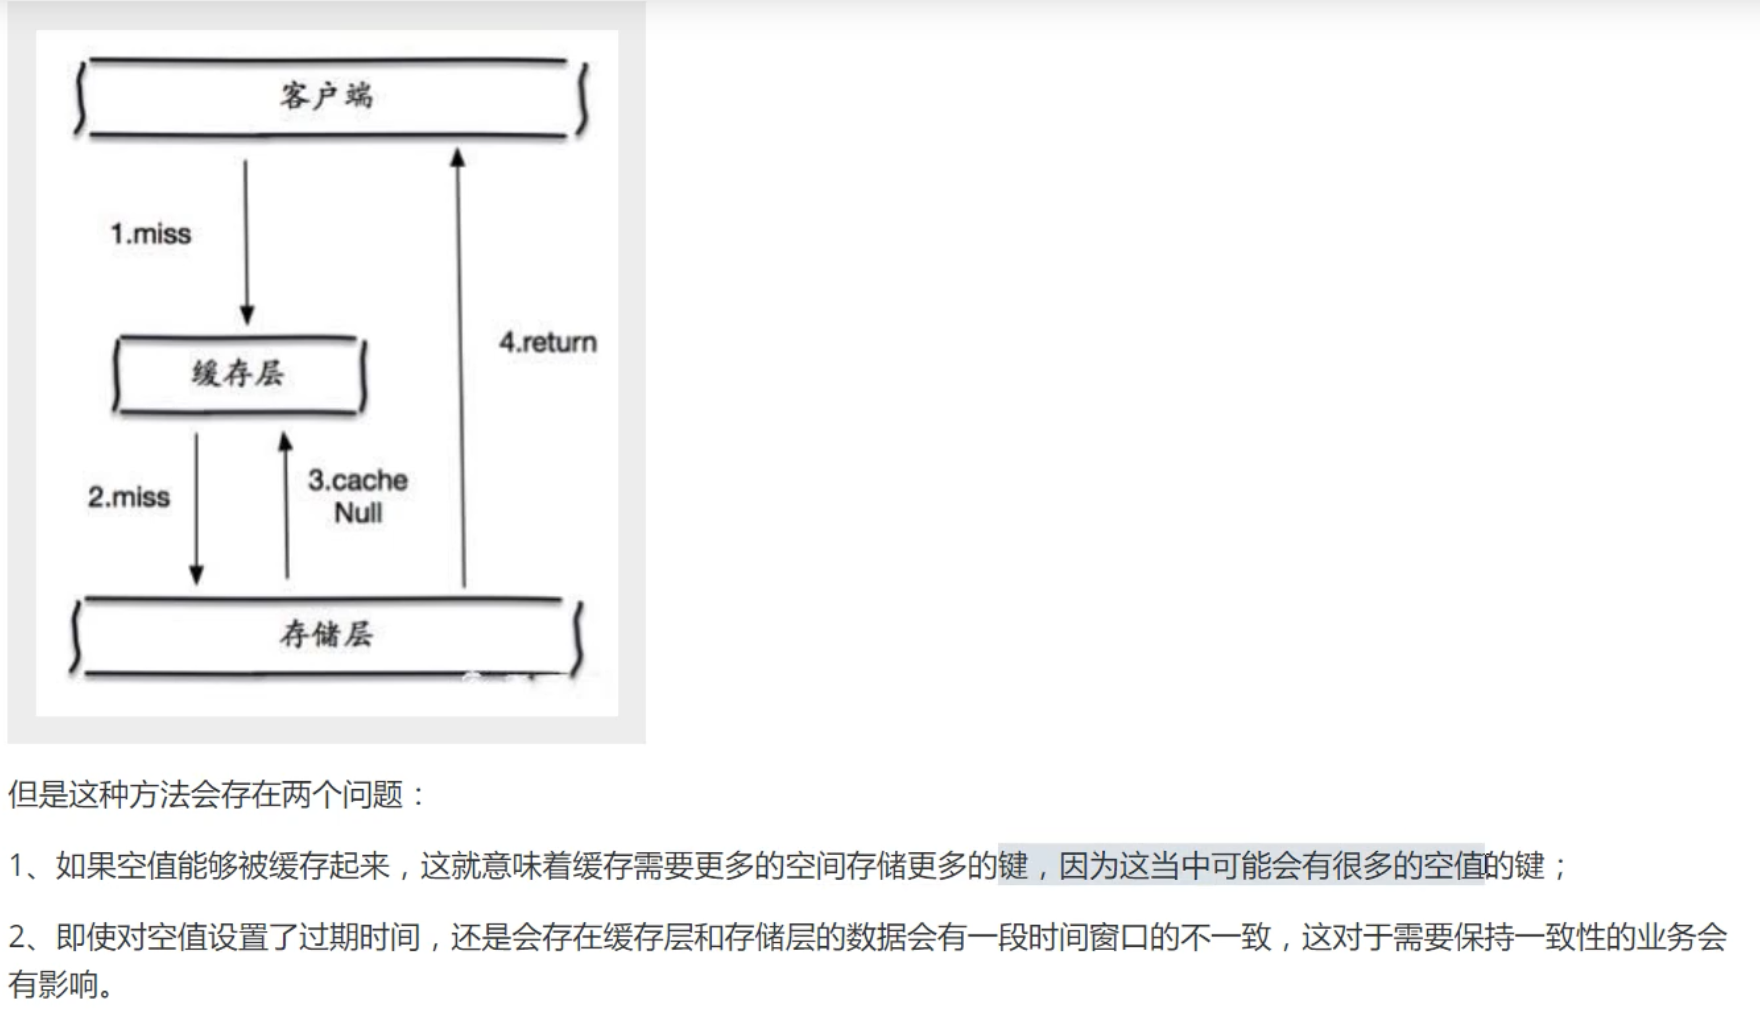 客户端
1.miss
4.return
缓存层
2.miss
3.cache
Null
存储层
但是这种方法会存在两个问题：
1、如果空值能够被缓存起来，这就意味着缓存需要更多的空间存储更多的键，因为这当中可能会有很多的空值的键；
2、即使对空值设置了过期时间，还是会存在缓存层和存储层的数据会有一段时间窗口的不一致，这对于需要保持一致性的业务会
有影响。